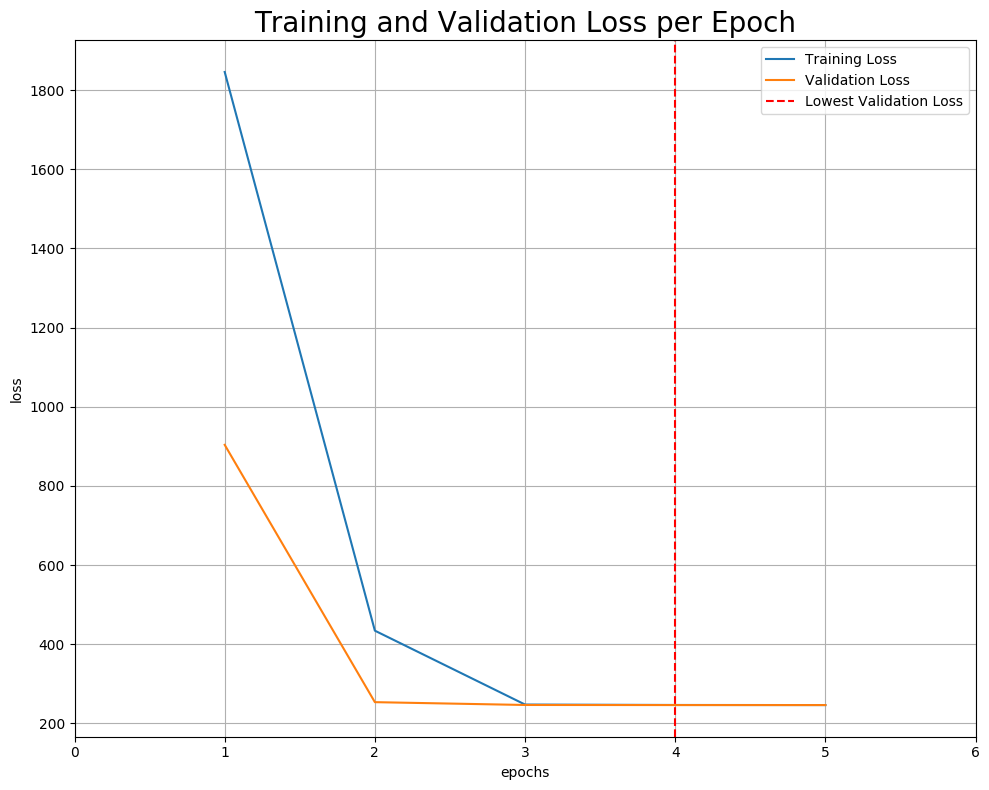 Training and Validation Loss per Epoch
Training Loss
Validation Loss
Lowest Validation Loss
1800
1600
1400
1200
1000
800
600
400
200
loss
0 1 2 3 4 5 6
epochs